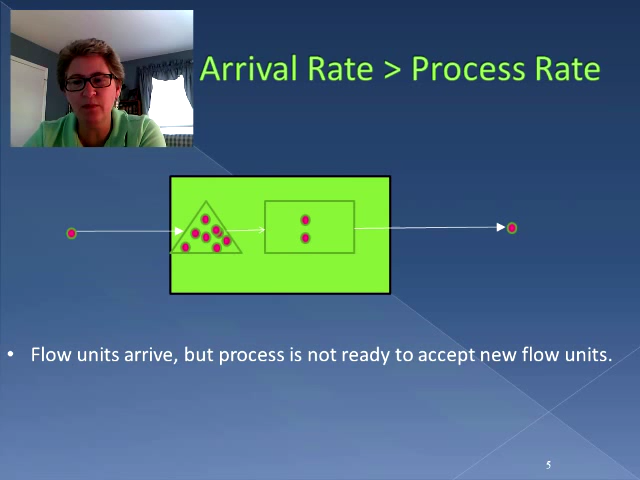 Arrival Rate > Process Rate
• Flow units arrive, but process is not ready to accept new flow units.
5